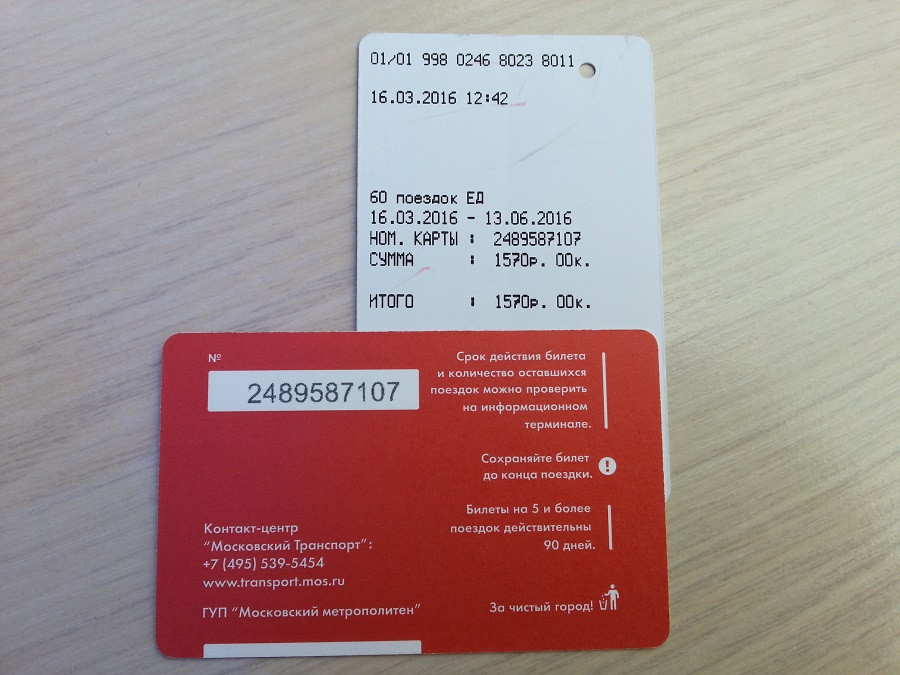 01/01 998 0246 8023 8011
16.03.2016 12:42
60 поездок ЕД
16.03.2016 - 13.06.2016
НОМ. КАРТЫ : 2489587107
СУММА : 1570р. 00к.
ИТОГО : 1570р. 00к.
№
2489587107
Срок действия билета
и количество оставшихся
поездок можно проверить
на информационном
терминале.
Сохраняйте билет
до конца поездки.
Билеты на 5 и более
поездок действительны
90 дней.
Контакт-центр
“Московский Транспорт”:
+7 (495) 539-5454
www.transport.mos.ru
ГУП “Московский метрополитен”
За чистый город!